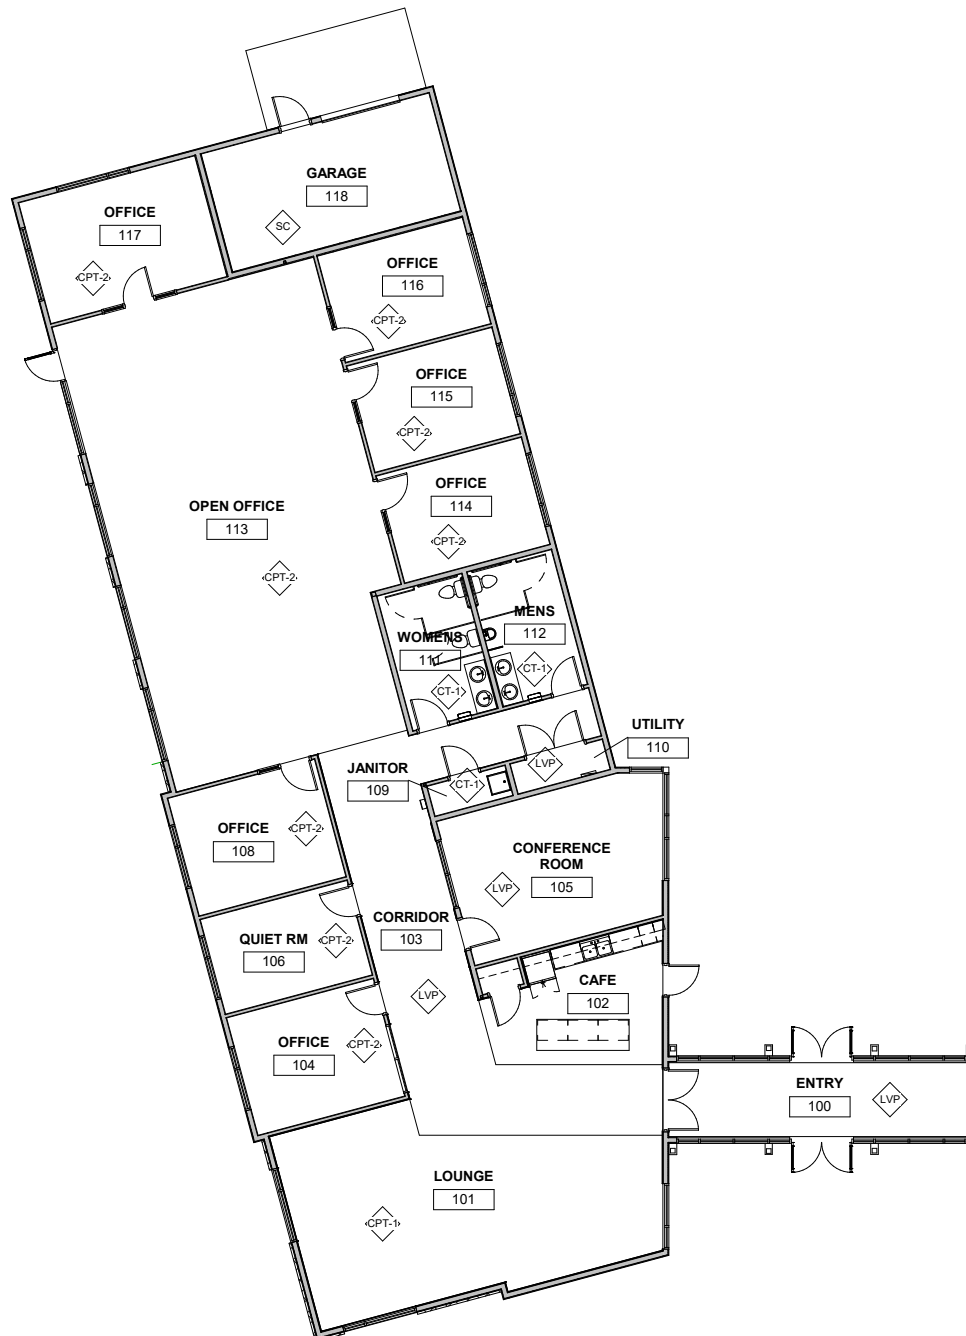 GARAGE
118
SC
OFFICE
117
CPT-2
OFFICE
116
CPT-2
OFFICE
115
CPT-2
OFFICE
114
CPT-2
OPEN OFFICE
113
CPT-2
WOMENS
111
CT-1
MENS
112
CT-1
UTILITY
110
LVP
JANITOR
109
CT-1
OFFICE
108
CPT-2
CONFERENCE
ROOM
105
LVP
QUIET RM
106
CPT-2
CORRIDOR
103
LVP
CAFE
102
OFFICE
104
CPT-2
ENTRY
100
LVP
LOUNGE
101
CPT-1